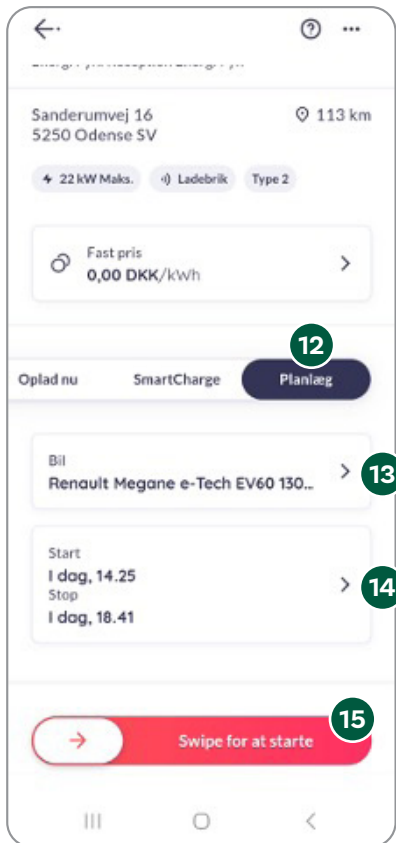 Sanderumvej 16
113 km
5250 Odense SV
22 kW Maks.
Ladebrik
Type 2
Fast pris
0,00 DKK/kWh
12
Oplad nu
SmartCharge
Planlæg
Bil
Renault Megane e-Tech EV60 130...
13
Start
I dag, 14.25
Stop
I dag, 18.41
14
15
Swipe for at starte